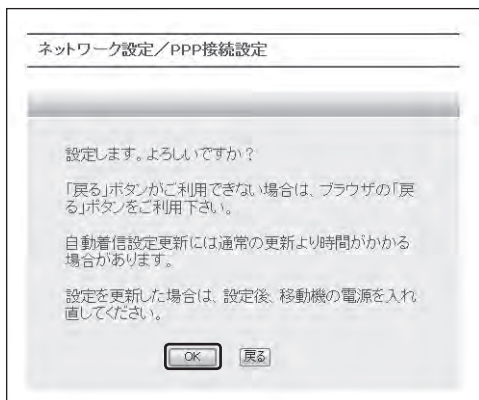 ネットワーク設定／PPP接続設定
設定します。よろしいですか？
「戻る」ボタンがご利用できない場合は、ブラウザの「戻
る」ボタンをご利用下さい。
自動着信設定更新には通常の更新より時間がかかる
場合があります。
設定を更新した場合は、設定後、移動機の電源を入れ
直してください。
OK 戻る